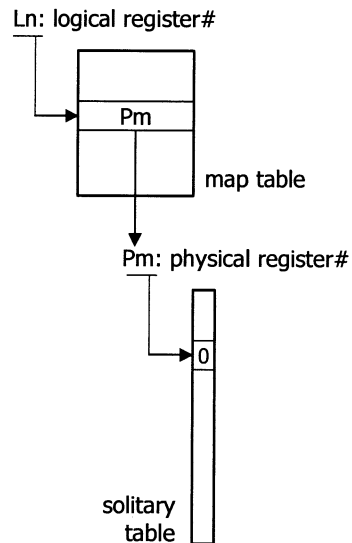 Ln: logical register#
Pm
map table
Pm: physical register#
0
solitary
table